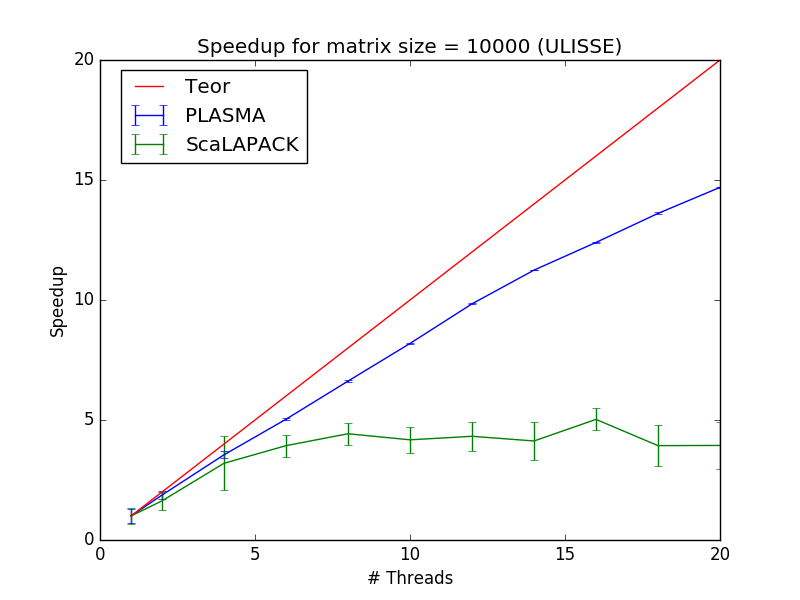 Speedup for matrix size = 10000 (ULISSE)
20
Teor
PLASMA
ScaLAPACK
15
Speedup
10
5
0
0 5 10 15 20
# Threads